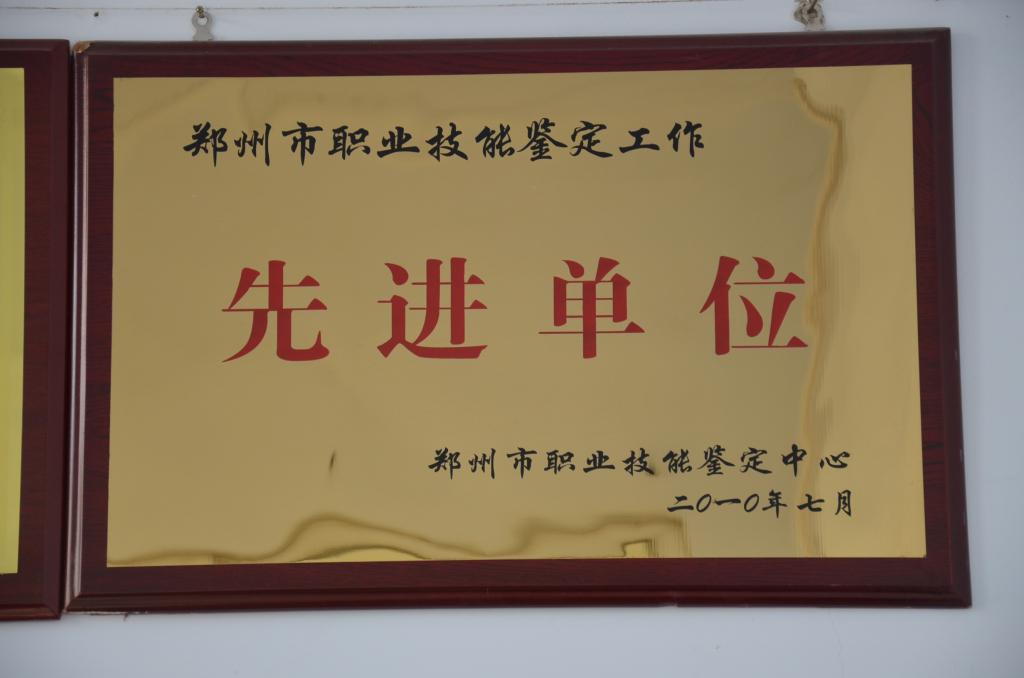 郑州市职业技能鉴定工作
先进单位
郑州市职业技能鉴定中心
二〇一〇年七月